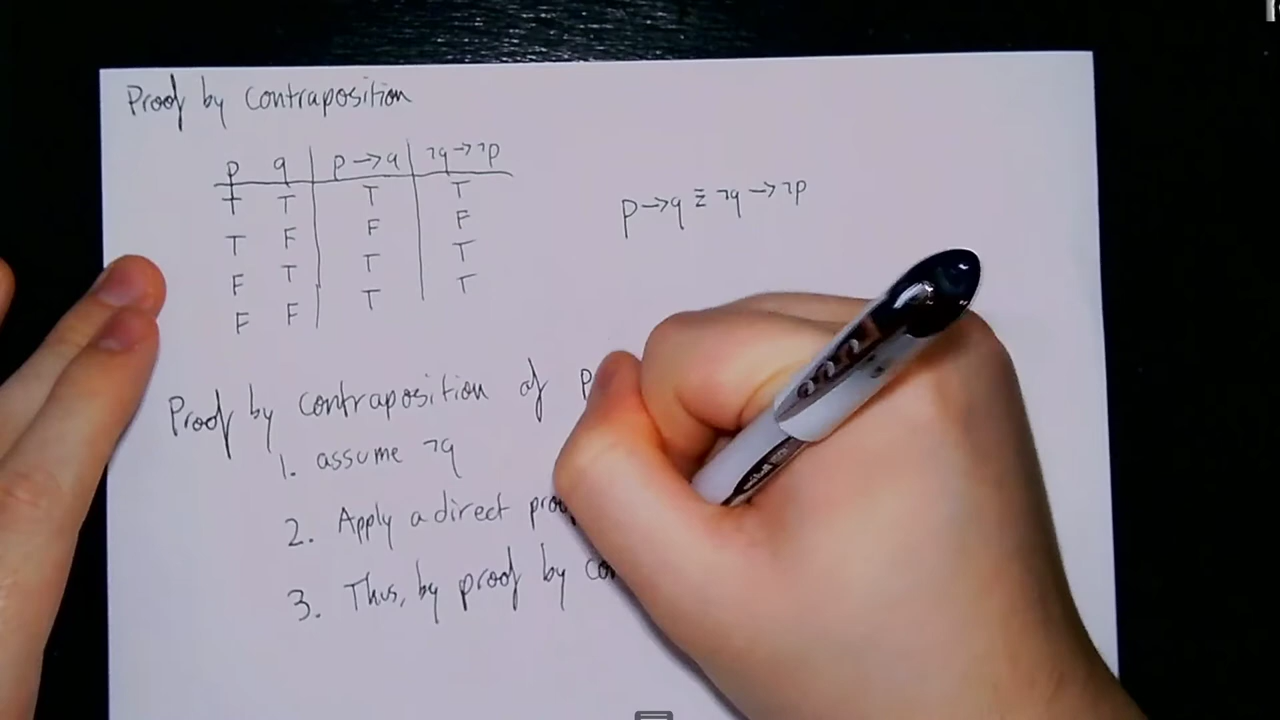 Proof by contraposition
p q p → q ¬q → ¬p
T T T T
T F F F
F T T T
F F T T
p → q ≡ ¬q → ¬p
Proof by contraposition of p
1. assume ¬q
2. Apply a direct
3. Thus, by proof by